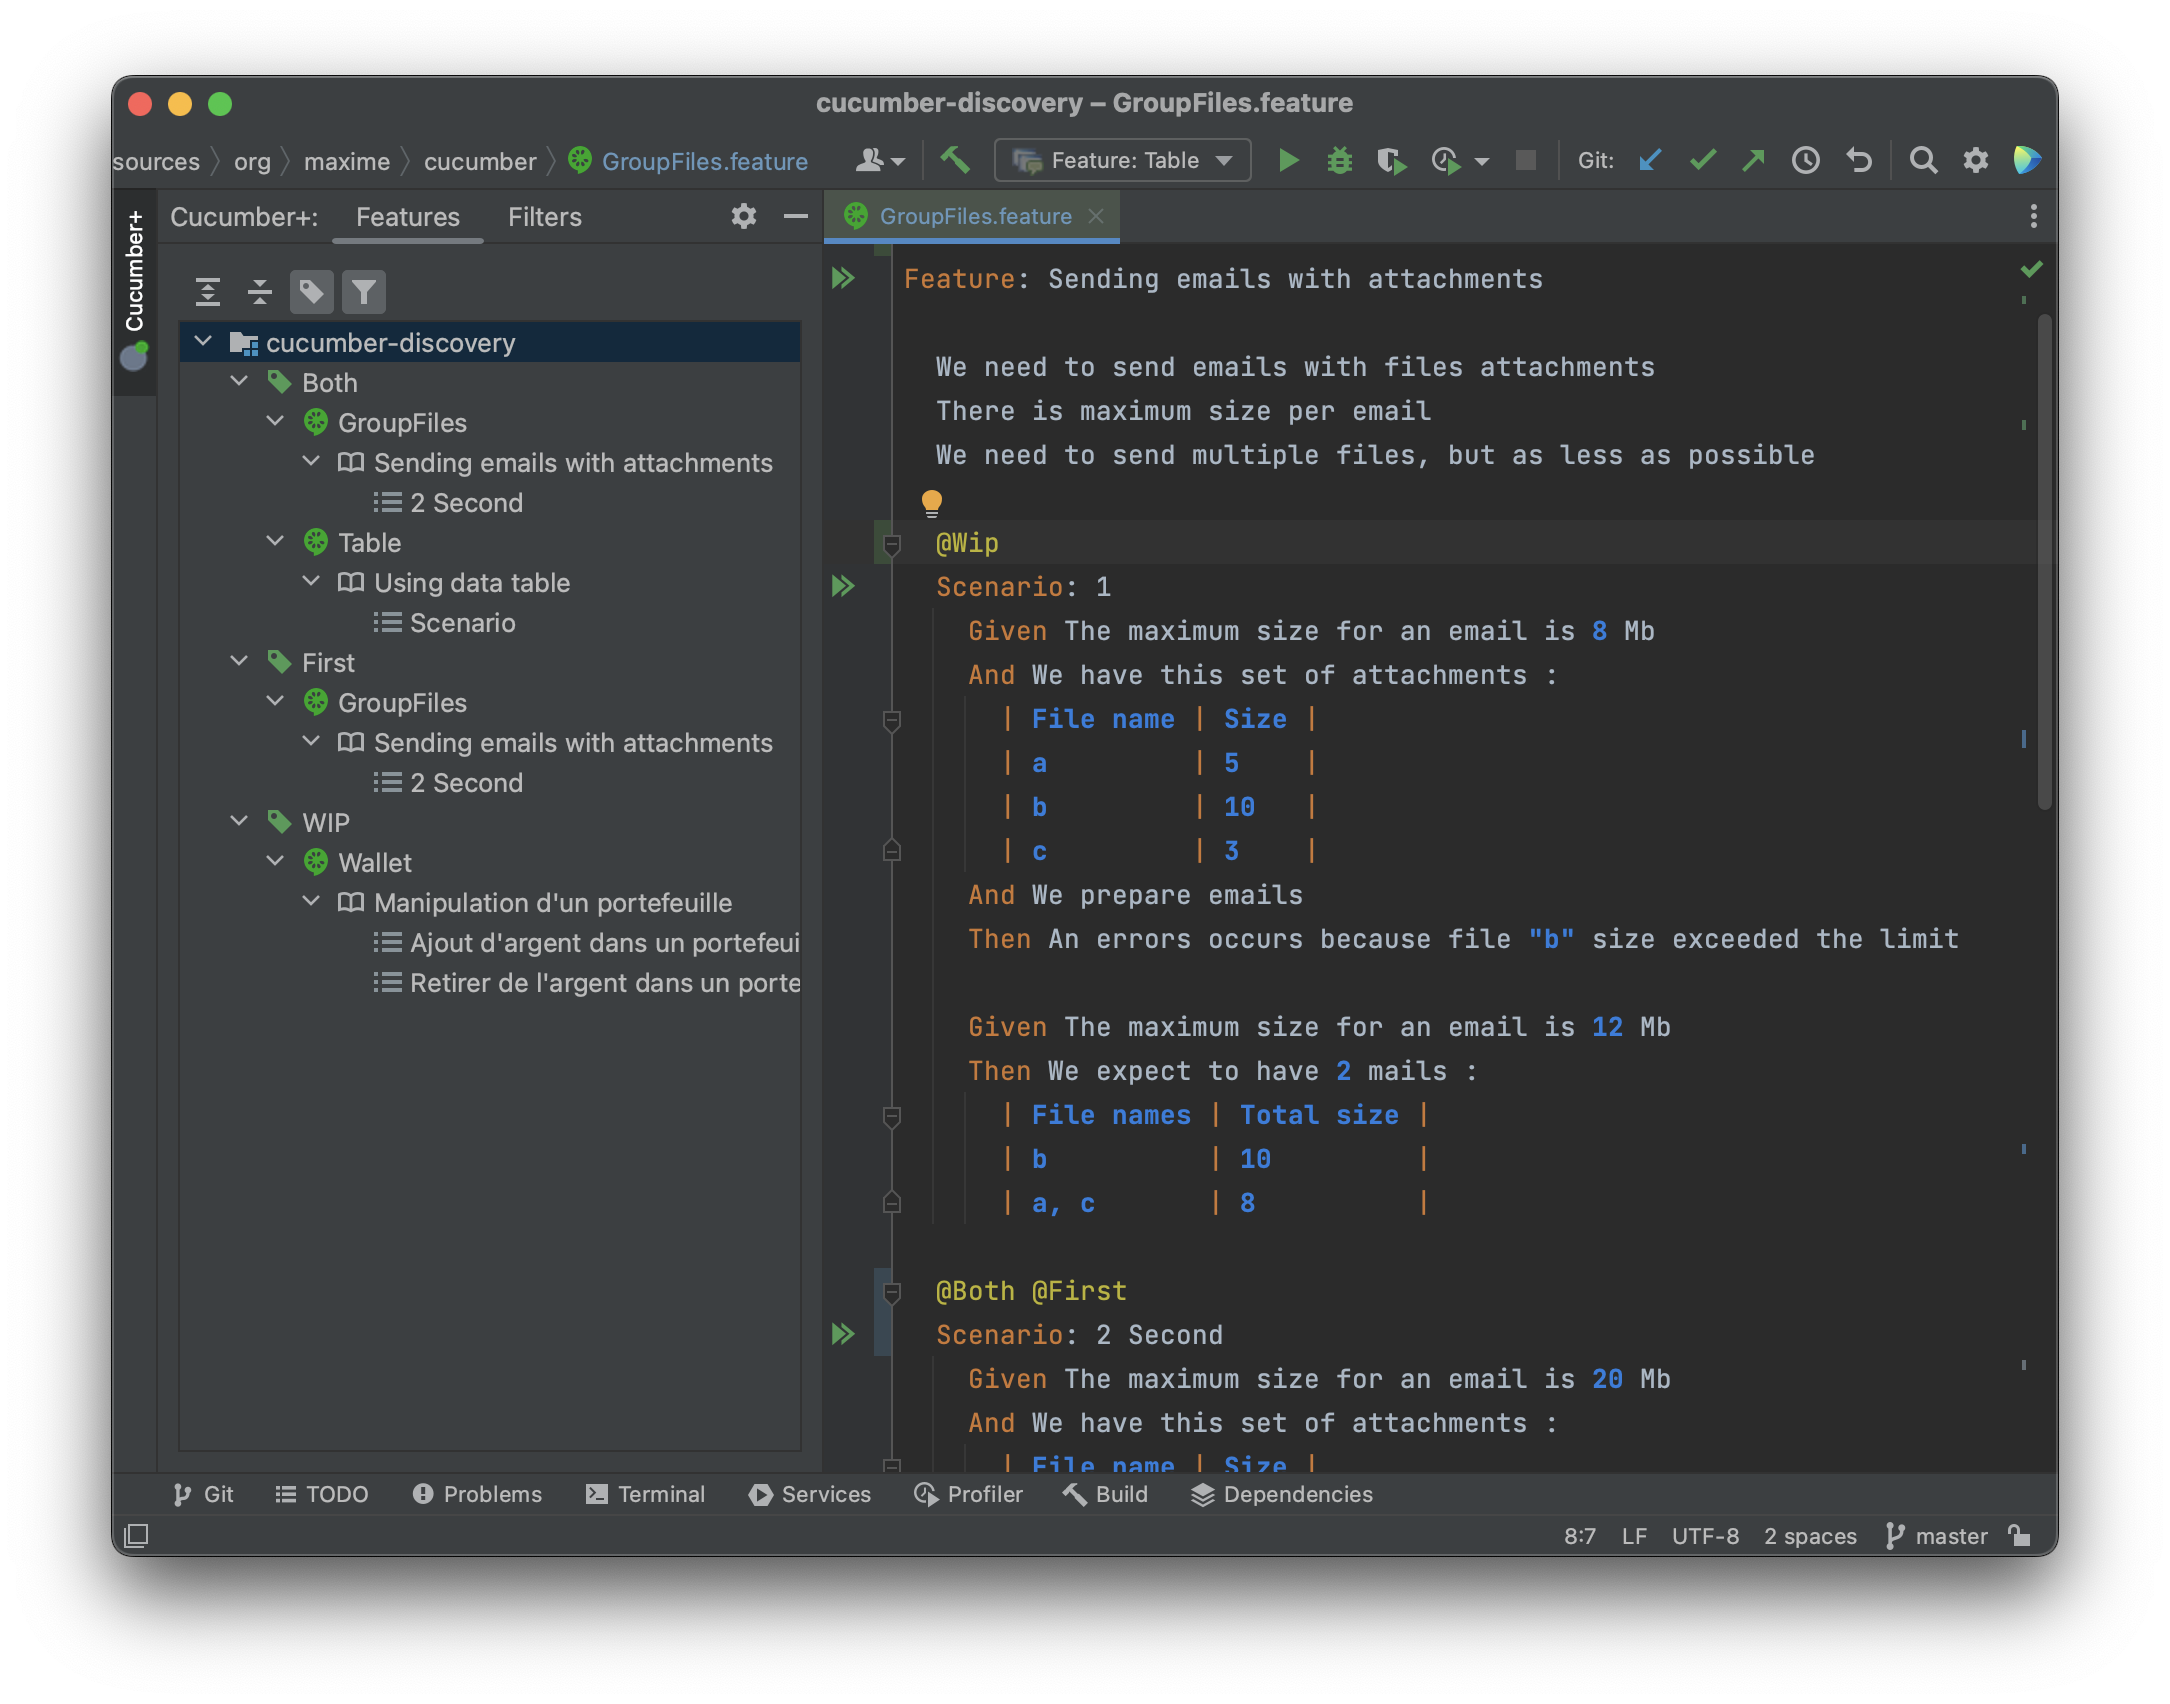 cucumber-discovery – GroupFiles.feature
sources org maxime cucumber GroupFiles.feature Feature: Table Git:
Cucumber+
Cucumber+: Features Filters
cucumber-discovery
Both
GroupFiles
Sending emails with attachments
2 Second
Table
Using data table
Scenario
First
GroupFiles
Sending emails with attachments
2 Second
WIP
Wallet
Manipulation d'un portefeuille
Ajout d'argent dans un portefeui
Retirer de l'argent dans un porte
GroupFiles.feature
Feature: Sending emails with attachments
We need to send emails with files attachments
There is maximum size per email
We need to send multiple files, but as less as possible
@Wip
Scenario: 1
Given The maximum size for an email is 8 Mb
And We have this set of attachments :
| File name | Size |
| a | 5 |
| b | 10 |
| c | 3 |
And We prepare emails
Then An errors occurs because file "b" size exceeded the limit
Given The maximum size for an email is 12 Mb
Then We expect to have 2 mails :
| File names | Total size |
| b | 10 |
| a, c | 8 |
@Both @First
Scenario: 2 Second
Given The maximum size for an email is 20 Mb
And We have this set of attachments :
| File name | Size |
Git TODO Problems Terminal Services Profiler Build Dependencies
8:7 LF UTF-8 2 spaces master